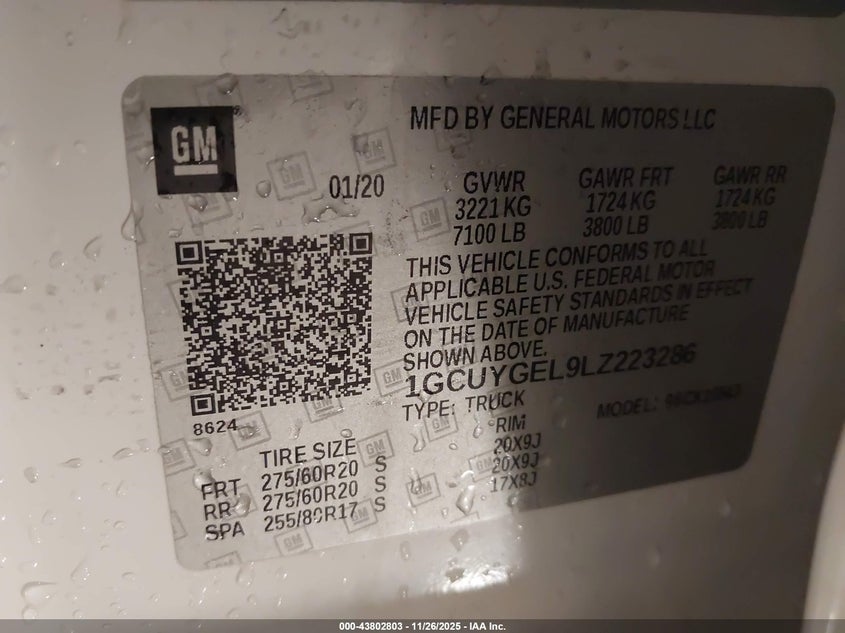 GM
MFD BY GENERAL MOTORS LLC
01/20
GVWR GAWR FRT GAWR RR
3221 KG 1724 KG 1724 KG
7100 LB 3800 LB 3800 LB
THIS VEHICLE CONFORMS TO ALL
APPLICABLE U.S. FEDERAL MOTOR
VEHICLE SAFETY STANDARDS IN EFFECT
ON THE DATE OF MANUFACTURE
SHOWN ABOVE.
1GCUYGEL9LZ223286
TYPE: TRUCK MODEL:
8624
TIRE SIZE RIM
FRT 275/60R20 S 20X9J
RR 275/60R20 S 20X9J
SPA 255/80R17 S 17X8J
000-43802803 - 11/26/2025 - IAA Inc.